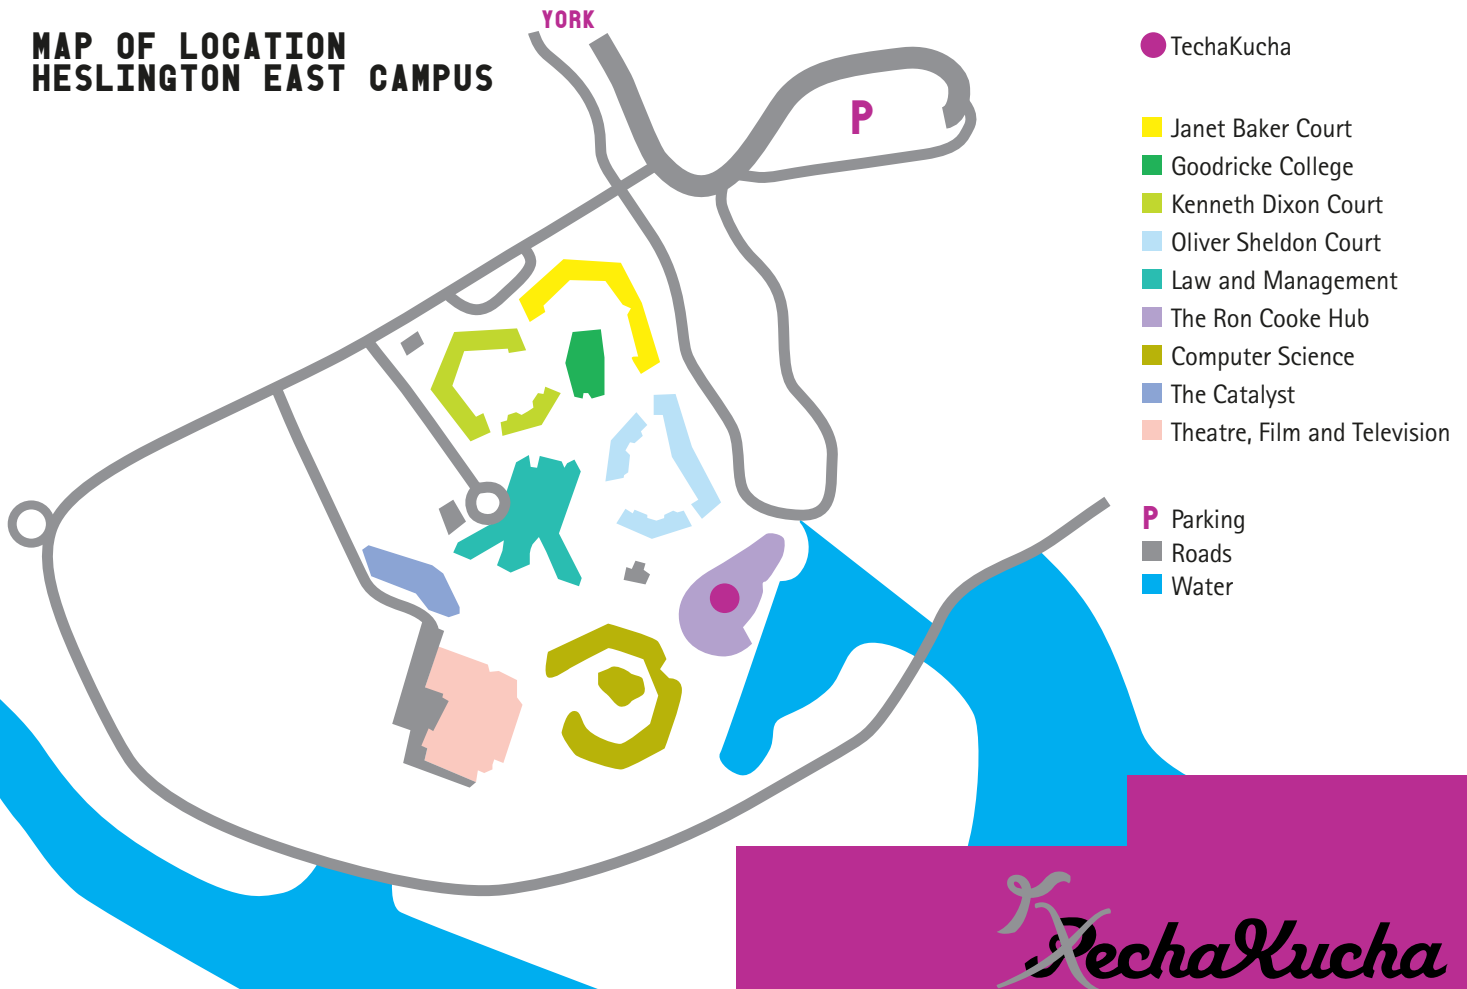 YORK
MAP OF LOCATION
HESLINGTON EAST CAMPUS
P
TechaKucha
Janet Baker Court
Goodricke College
Kenneth Dixon Court
Oliver Sheldon Court
Law and Management
The Ron Cooke Hub
Computer Science
The Catalyst
Theatre, Film and Television
P Parking
Roads
Water
PechaKucha